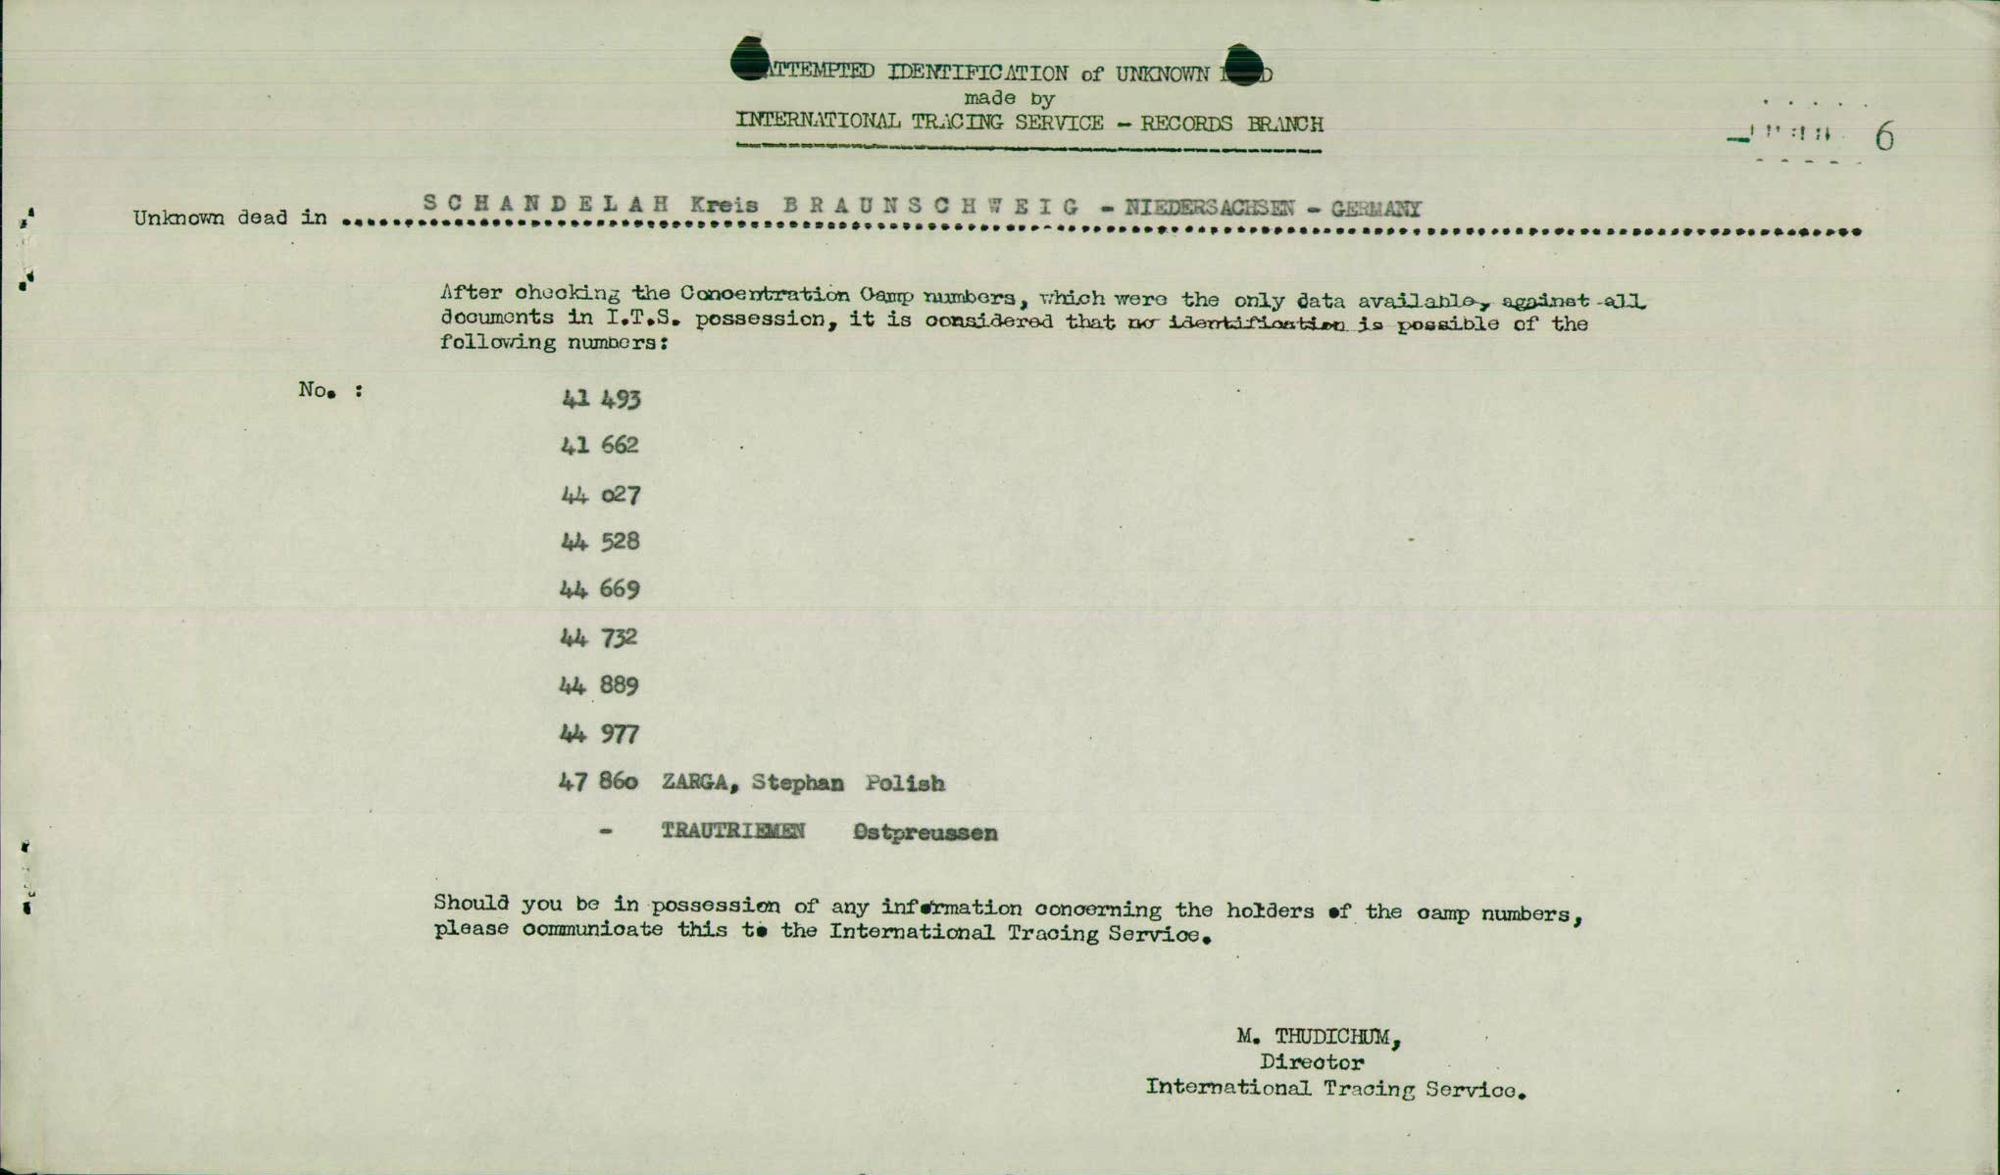 ATTEMPTED IDENTIFICATION of UNKNOWN
made by
INTERNATIONAL TRACING SERVICE - RECORDS BRANCH
6
Unknown dead in SCHANDELAH Kreis BRAUNSCHWEIG - NIEDERSACHSEN - GERMANY
After checking the Concentration Camp numbers, which were the only data available, against all
documents in I.T.S. possession, it is considered that no identification is possible of the
following numbers:
No. :
41 493
41 662
44 027
44 528
44 669
44 732
44 889
44 977
47 860 ZARGA, Stephan Polish
- TRAUTRIEMEN Ostpreussen
Should you be in possession of any information concerning the holders of the camp numbers,
please communicate this to the International Tracing Service.
M. THUDICHUM,
Director
International Tracing Service.